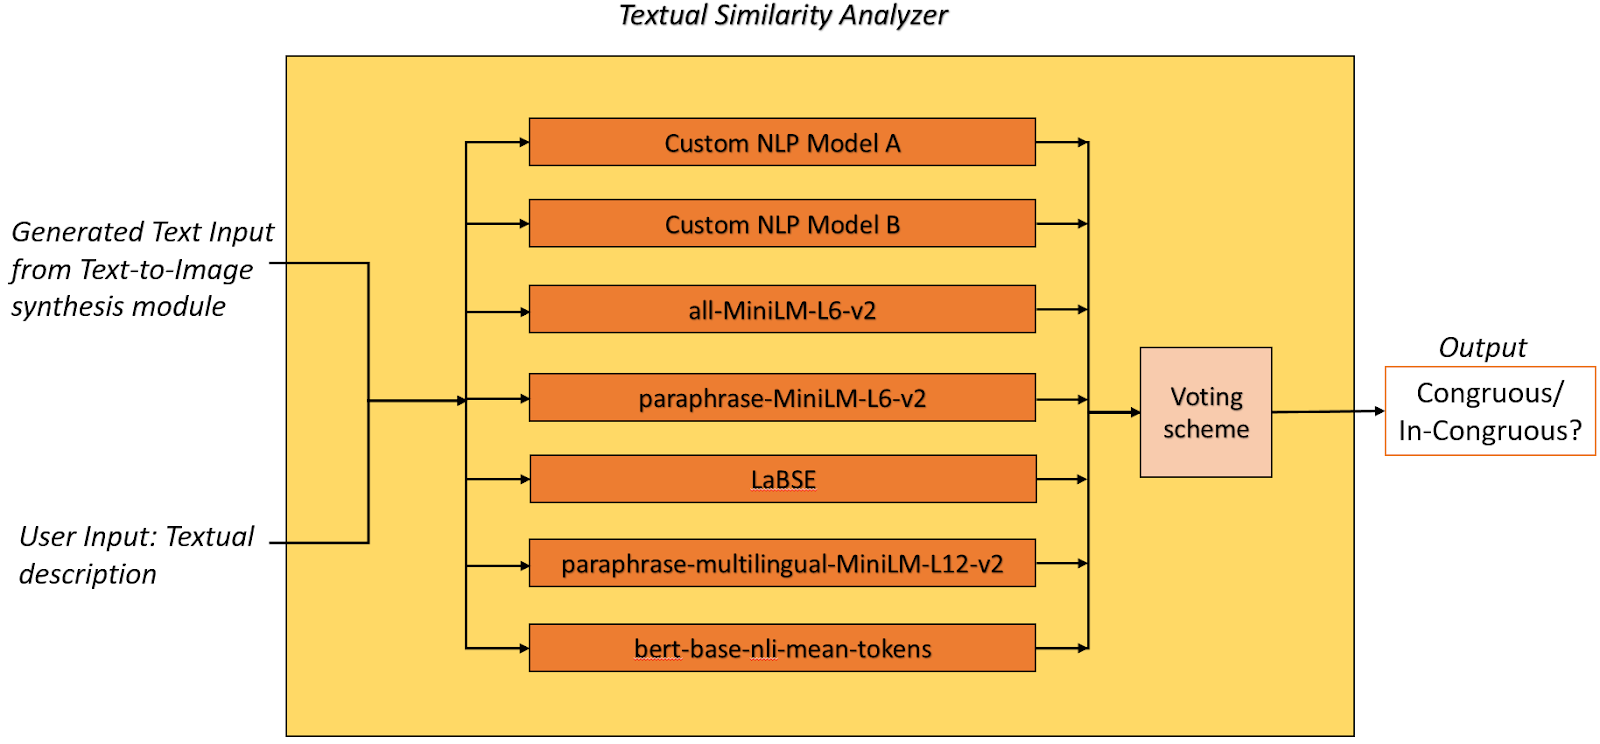 Textual Similarity Analyzer
Custom NLP Model A
Custom NLP Model B
all-MiniLM-L6-v2
paraphrase-MiniLM-L6-v2
LaBSE
paraphrase-multilingual-MiniLM-L12-v2
bert-base-nli-mean-tokens
Generated Text Input
from Text-to-Image
synthesis module
User Input: Textual
description
Voting
scheme
Output
Congruous/
In-Congruous?